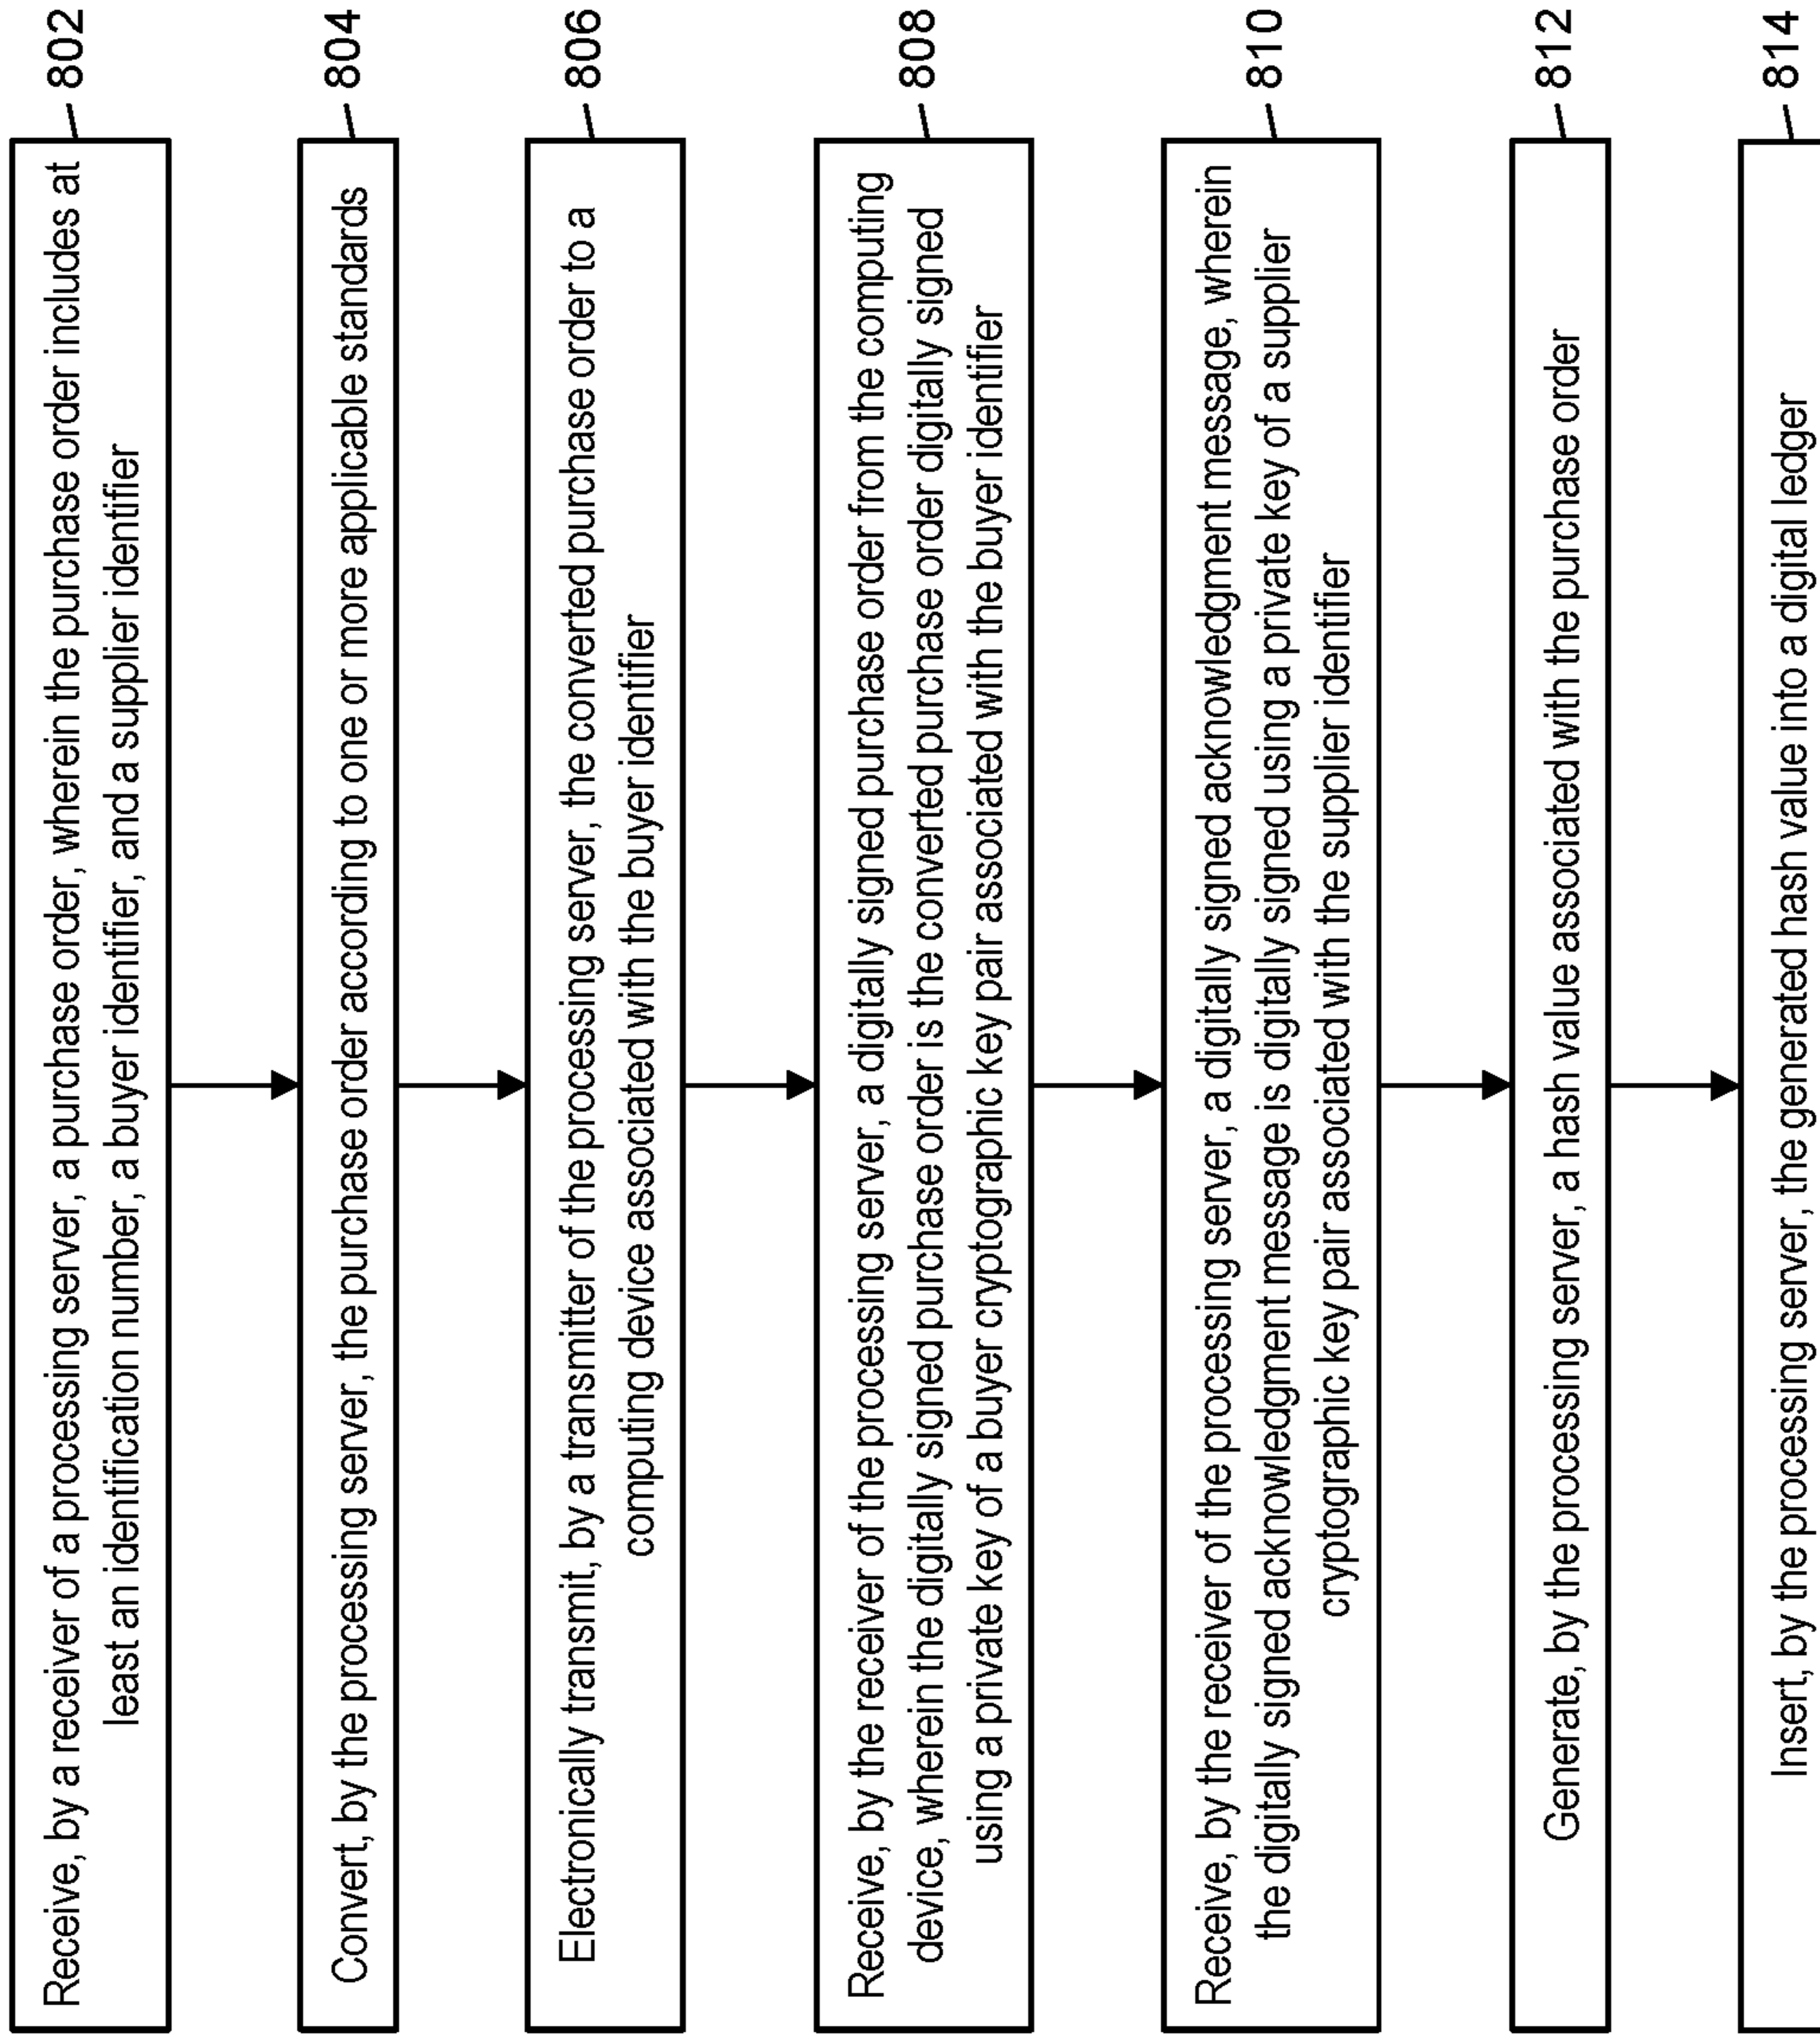 Receive, by a receiver of a processing server, a purchase order, wherein the purchase order includes at
least an identification number, a buyer identifier, and a supplier identifier
802
Convert, by the processing server, the purchase order according to one or more applicable standards
804
Electronically transmit, by a transmitter of the processing server, the converted purchase order to a
computing device associated with the buyer identifier
806
Receive, by the receiver of the processing server, a digitally signed purchase order from the computing
device, wherein the digitally signed purchase order is the converted purchase order digitally signed
using a private key of a buyer cryptographic key pair associated with the buyer identifier
808
Receive, by the receiver of the processing server, a digitally signed acknowledgment message, wherein
the digitally signed acknowledgment message is digitally signed using a private key of a supplier
cryptographic key pair associated with the supplier identifier
810
Generate, by the processing server, a hash value associated with the purchase order
812
Insert, by the processing server, the generated hash value into a digital ledger
814